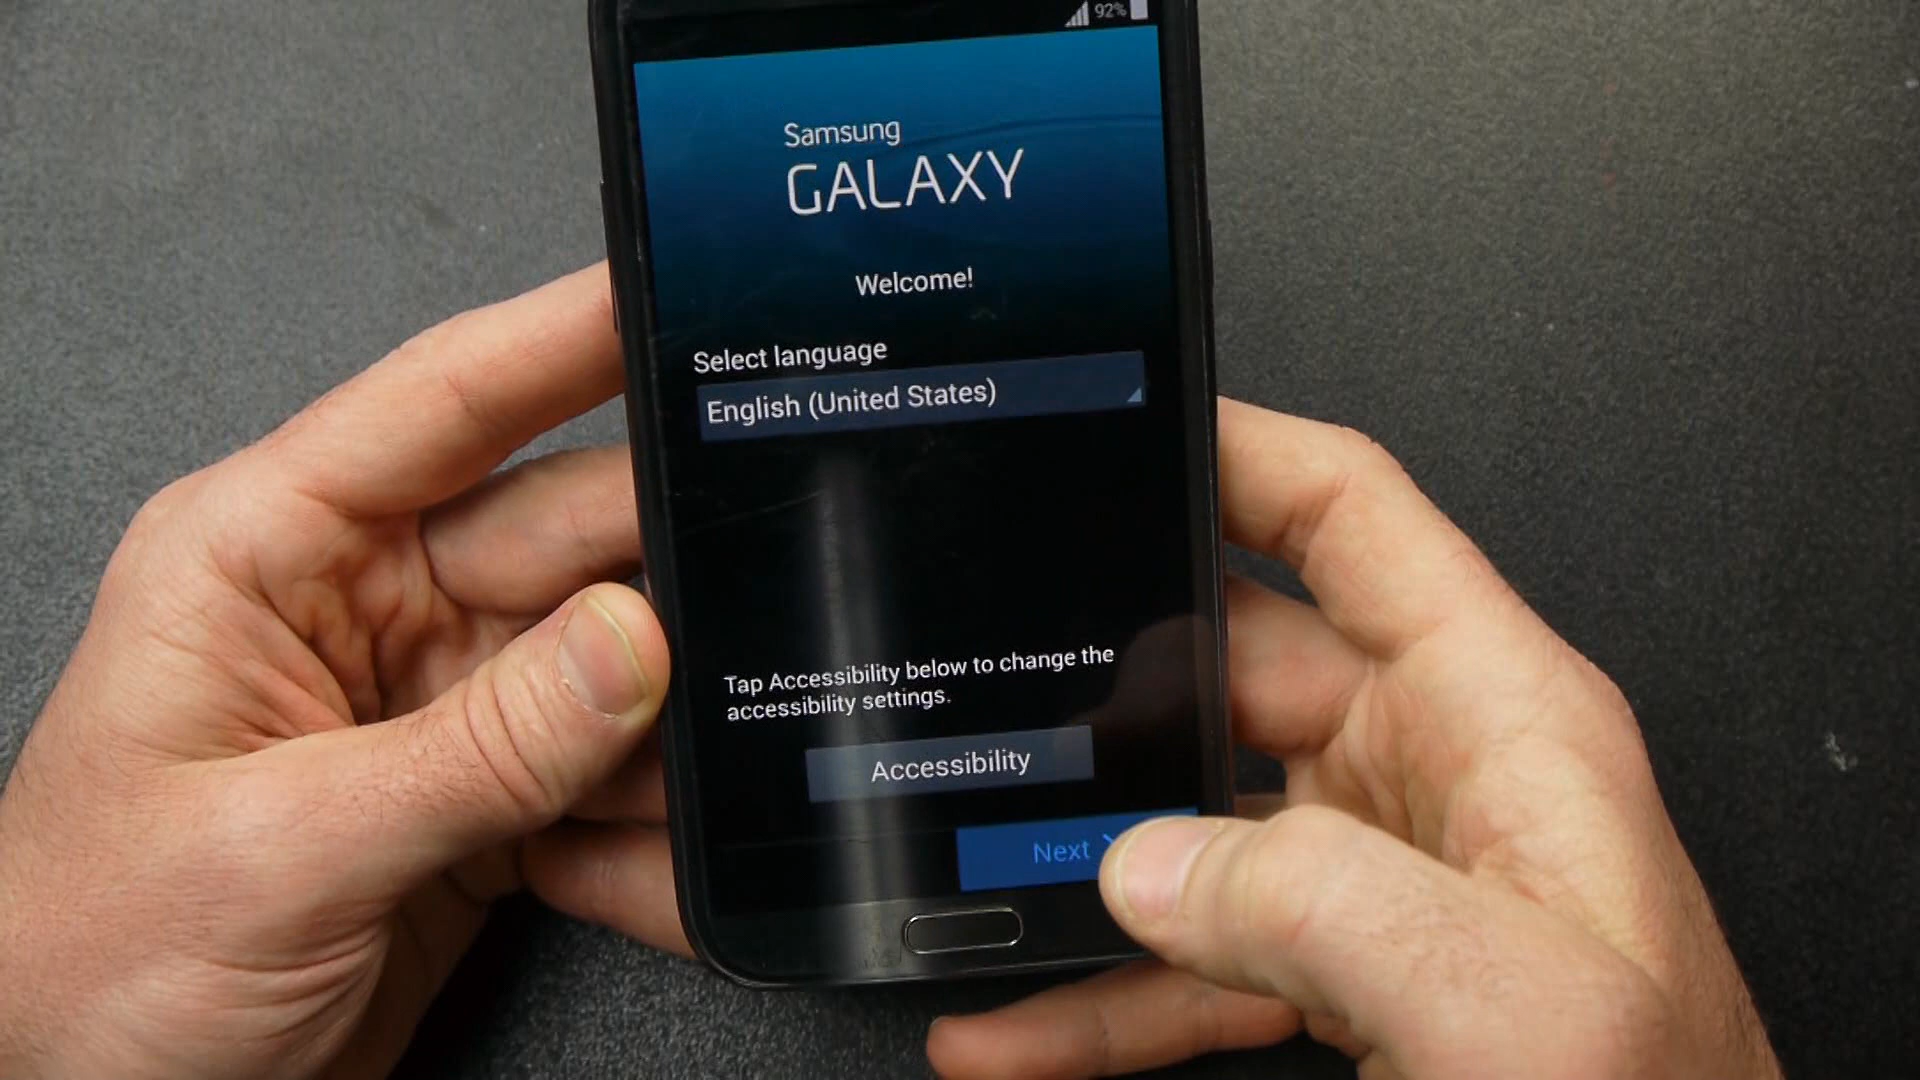 92%
Samsung
GALAXY
Welcome!
Select language
English (United States)
Tap Accessibility below to change the
accessibility settings.
Accessibility
Next